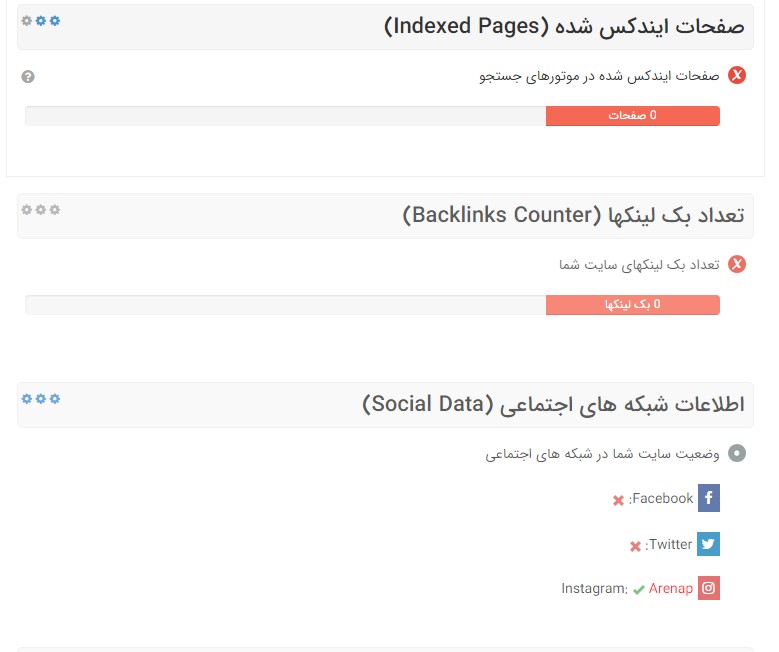 صفحات ایندکس شده (Indexed Pages)
صفحات ایندکس شده در موتورهای جستجو
0 صفحات
تعداد بک لینکها (Backlinks Counter)
تعداد بک لینکهای سایت شما
0 بک لینکها
اطلاعات شبکه های اجتماعی (Social Data)
وضعیت سایت شما در شبکه های اجتماعی
Facebook:
Twitter:
Instagram: Arenap